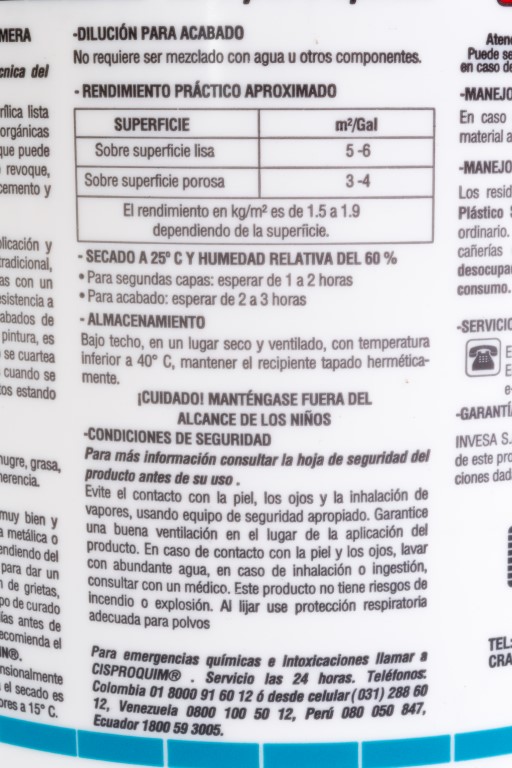 -DILUCIÓN PARA ACABADO
No requiere ser mezclado con agua u otros componentes.
- RENDIMIENTO PRÁCTICO APROXIMADO
SUPERFICIE m²/Gal
Sobre superficie lisa 5 -6
Sobre superficie porosa 3 -4
El rendimiento en kg/m² es de 1.5 a 1.9
dependiendo de la superficie.
- SECADO A 25º C Y HUMEDAD RELATIVA DEL 60 %
• Para segundas capas: esperar de 1 a 2 horas
• Para acabado: esperar de 2 a 3 horas
- ALMACENAMIENTO
Bajo techo, en un lugar seco y ventilado, con temperatura
inferior a 40º C, mantener el recipiente tapado hermética-
mente.
¡CUIDADO! MANTÉNGASE FUERA DEL
ALCANCE DE LOS NIÑOS
-CONDICIONES DE SEGURIDAD
Para más información consultar la hoja de seguridad del
producto antes de su uso .
Evite el contacto con la piel, los ojos y la inhalación de
vapores, usando equipo de seguridad apropiado. Garantice
una buena ventilación en el lugar de la aplicación del
producto. En caso de contacto con la piel y los ojos, lavar
con abundante agua, en caso de inhalación o ingestión,
consultar con un médico. Este producto no tiene riesgos de
incendio o explosión. Al lijar use protección respiratoria
adecuada para polvos
Para emergencias químicas e Intoxicaciones llamar a
CISPROQUIM® . Servicio las 24 horas. Teléfonos:
Colombia 01 8000 91 60 12 ó desde celular (031) 288 60
12, Venezuela 0800 100 50 12, Perú 080 050 847,
Ecuador 1800 59 3005.
MERA
cnica del
rílica lista
orgánicas
que puede
revoque,
cemento y
plicación y
tradicional,
as con un
esistencia a
abados de
pintura, es
se cuartea
cuando se
os estando
mugre, grasa,
herencia.
muy bien y
a metálica o
endiendo del
para dar un
n de grietas,
po de curado
ías antes de
ecomienda el
IN®.
nsionalmente
el secado es
ores a 15º C.
Aten
Puede se
en caso de
-MANEJO
En caso
material a
-MANEJO
Los resid
Plástico
ordinario.
cañerías
desocupa
consumo.
-SERVICIO
E
E
e-
-GARANTÍ
INVESA S.
de este pro
ciones dad
TEL:
CRA